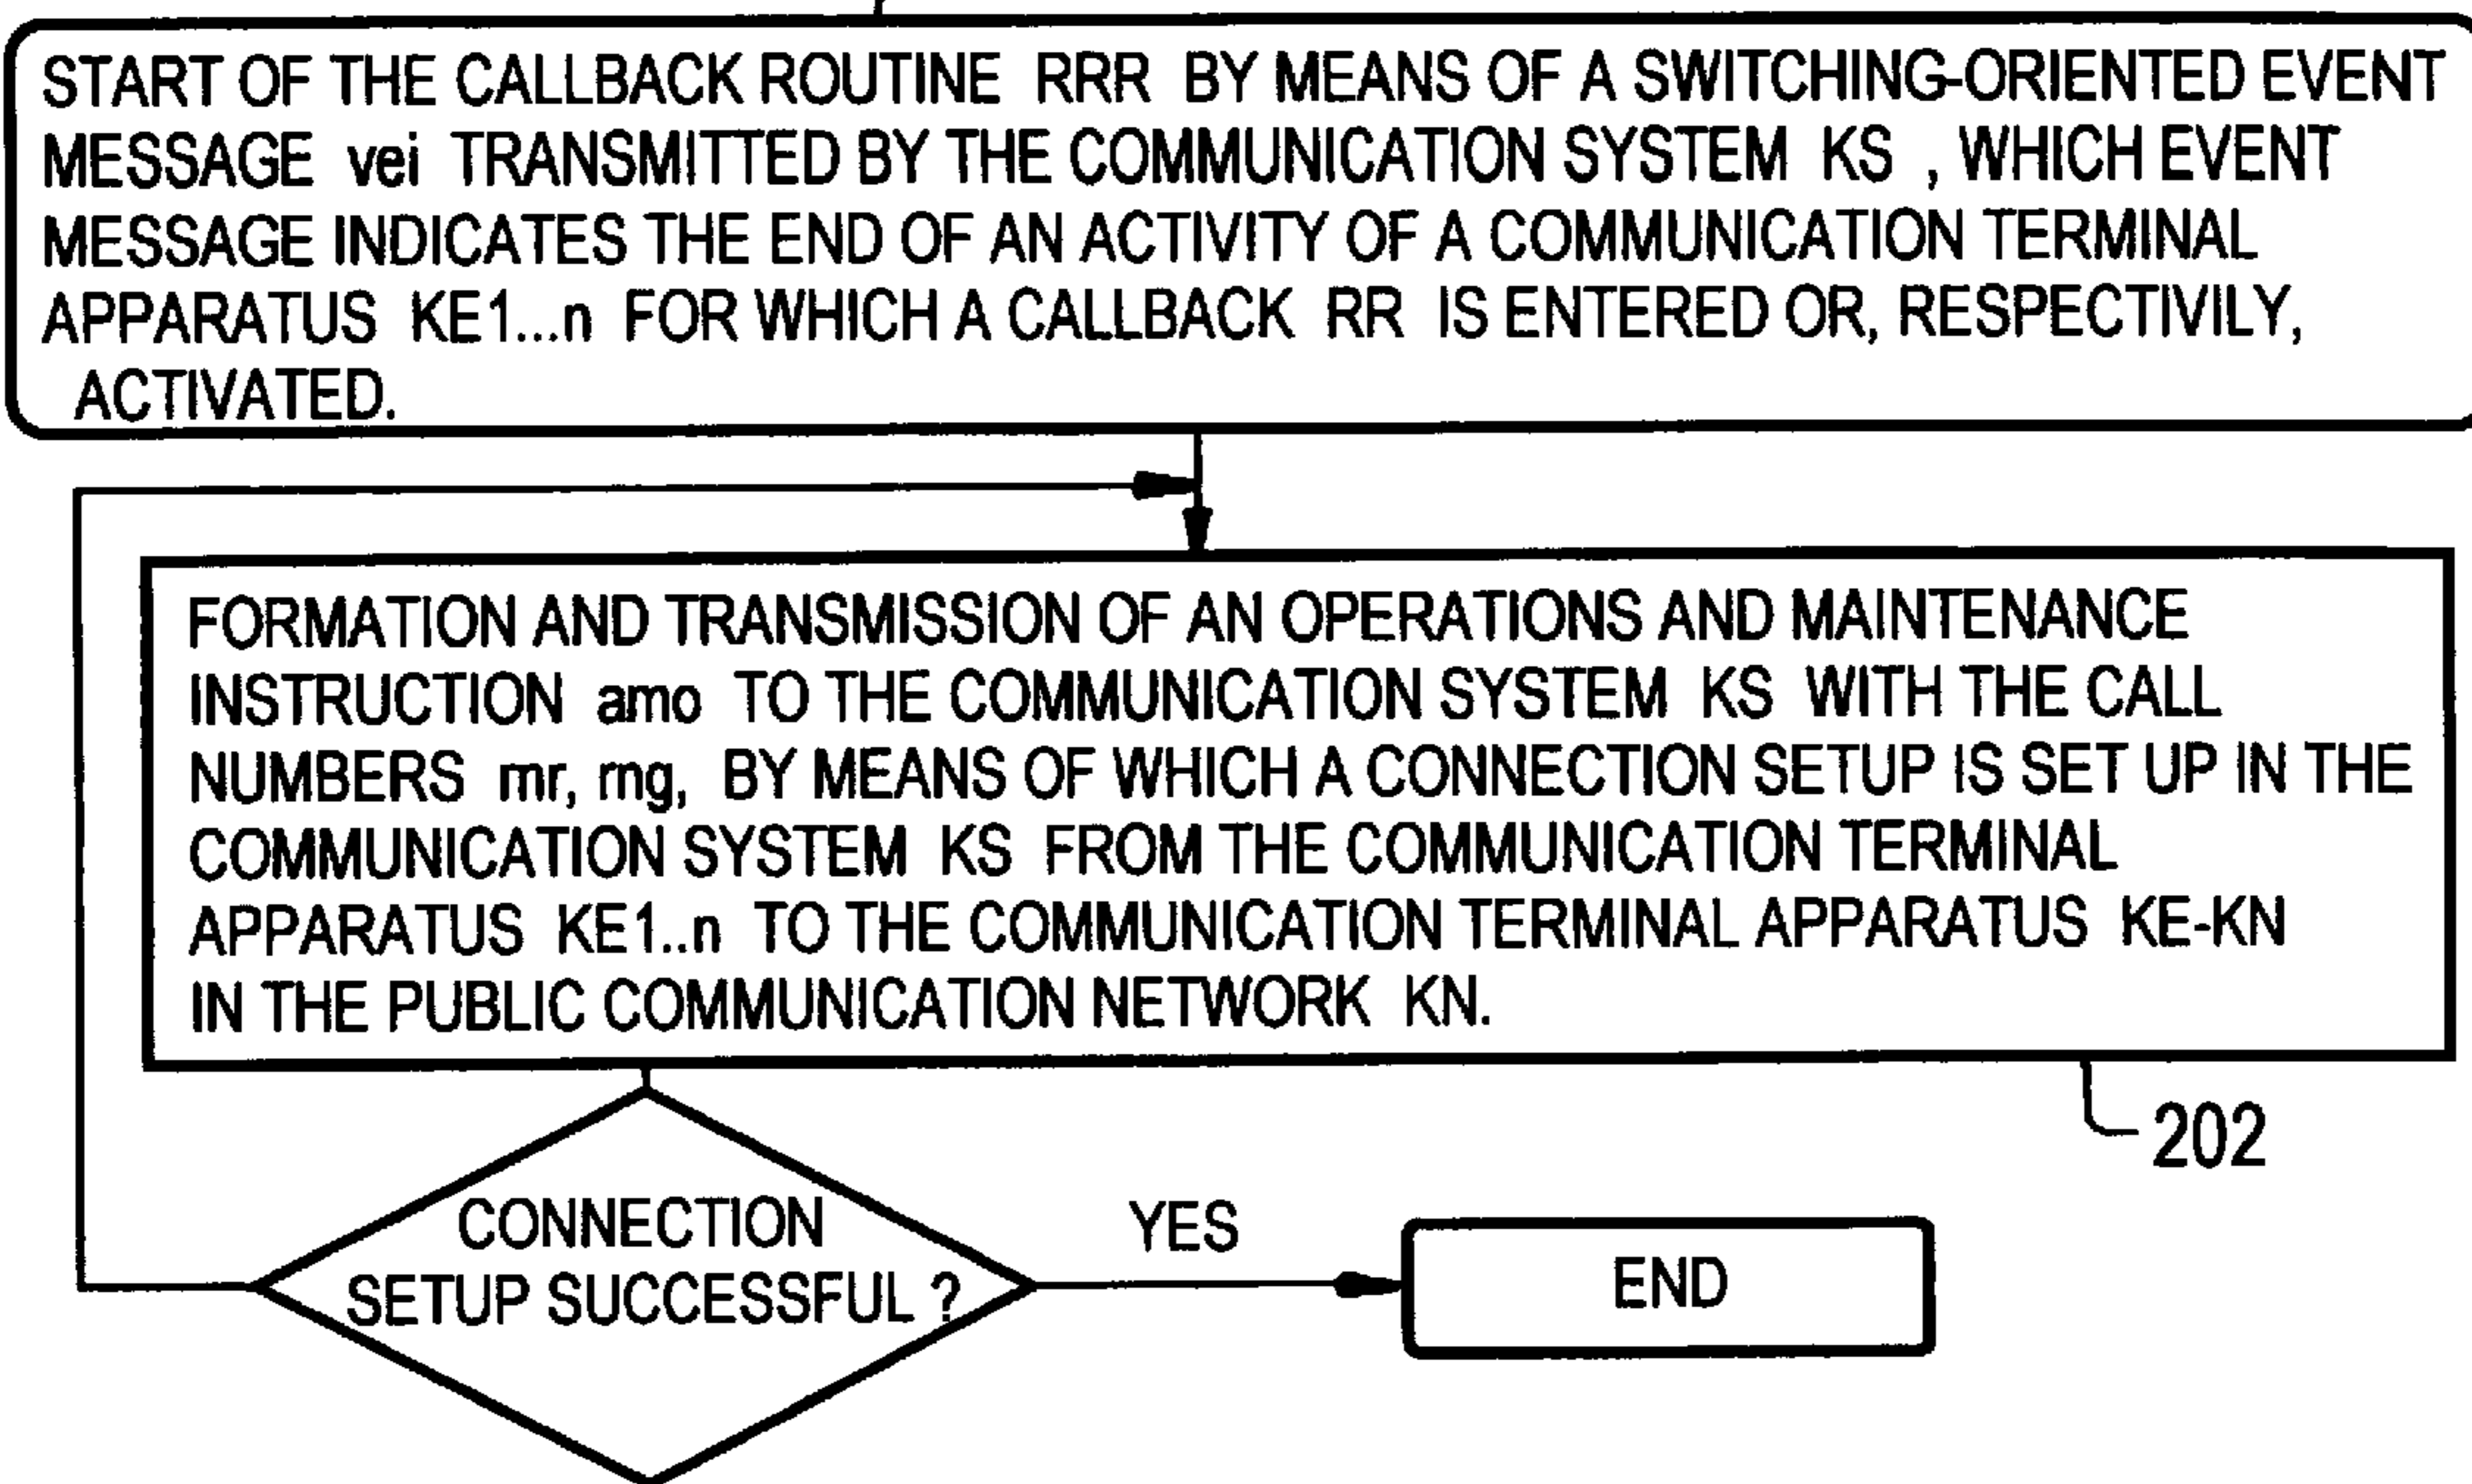 START OF THE CALLBACK ROUTINE RRR BY MEANS OF A SWITCHING-ORIENTED EVENT
MESSAGE vei TRANSMITTED BY THE COMMUNICATION SYSTEM KS , WHICH EVENT
MESSAGE INDICATES THE END OF AN ACTIVITY OF A COMMUNICATION TERMINAL
APPARATUS KE1...n FOR WHICH A CALLBACK RR IS ENTERED OR, RESPECTIVILY,
ACTIVATED.
FORMATION AND TRANSMISSION OF AN OPERATIONS AND MAINTENANCE
INSTRUCTION amo TO THE COMMUNICATION SYSTEM KS WITH THE CALL
NUMBERS mr, mg, BY MEANS OF WHICH A CONNECTION SETUP IS SET UP IN THE
COMMUNICATION SYSTEM KS FROM THE COMMUNICATION TERMINAL
APPARATUS KE1..n TO THE COMMUNICATION TERMINAL APPARATUS KE-KN
IN THE PUBLIC COMMUNICATION NETWORK KN.
202
CONNECTION
SETUP SUCCESSFUL ?
YES
END